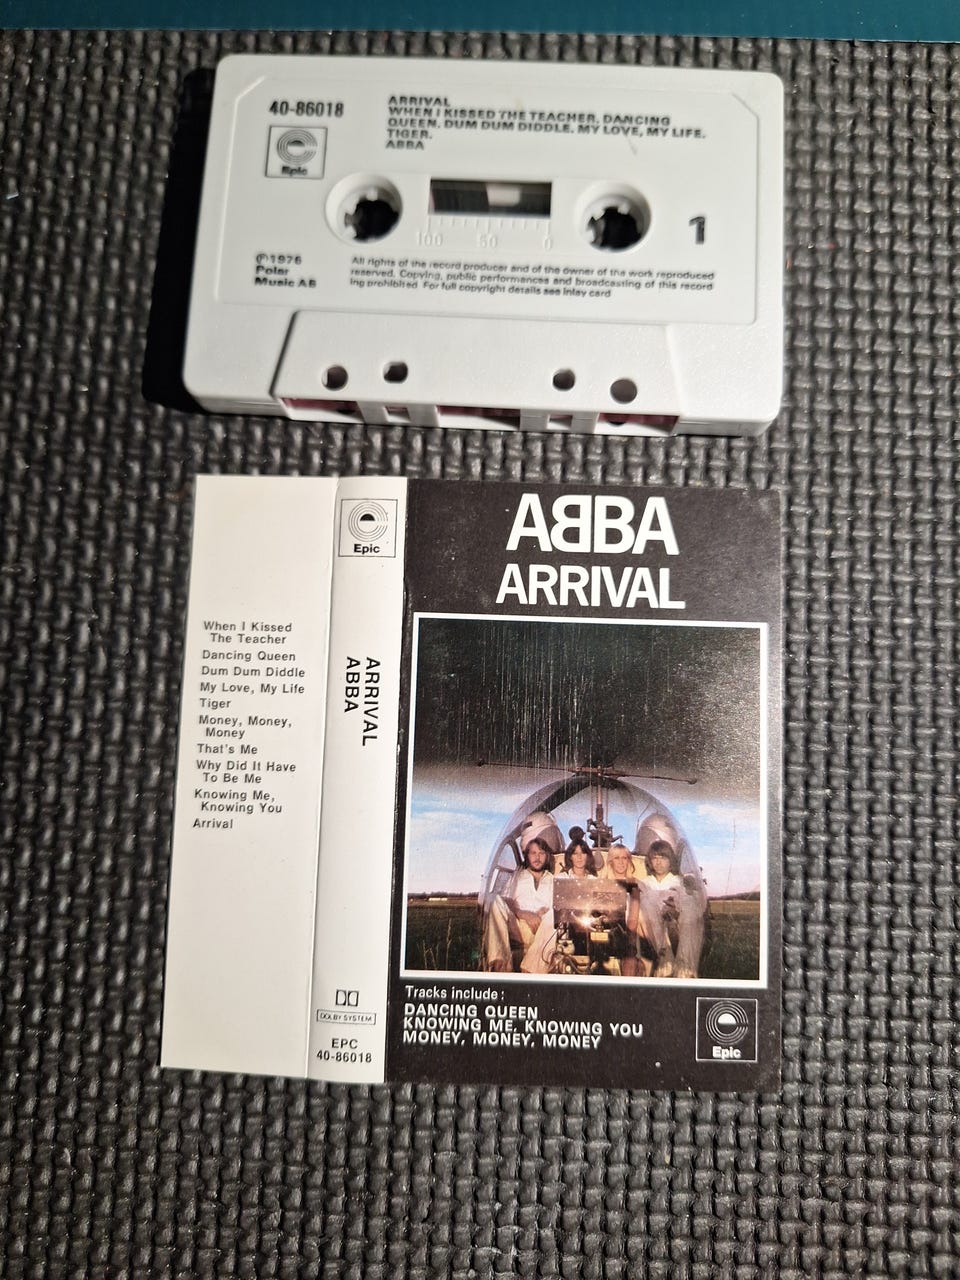 40-86018
Epic
ARRIVAL
WHEN I KISSED THE TEACHER. DANCING
QUEEN. DUM DUM DIDDLE. MY LOVE, MY LIFE.
TIGER.
ABBA
100 50 0
1
Ⓟ1976
Polar
Music AB
All rights of the record producer and of the owner of the work reproduced
reserved. Copying, public performances and broadcasting of this record
ing prohibited. For full copyright details see inlay card
When I Kissed
The Teacher
Dancing Queen
Dum Dum Diddle
My Love, My Life
Tiger
Money, Money,
Money
That's Me
Why Did It Have
To Be Me
Knowing Me,
Knowing You
Arrival
Epic
ARRIVAL
ABBA
DOLBY SYSTEM
EPC
40-86018
AᗺBA
ARRIVAL
Tracks include:
DANCING QUEEN
KNOWING ME, KNOWING YOU
MONEY, MONEY, MONEY
Epic